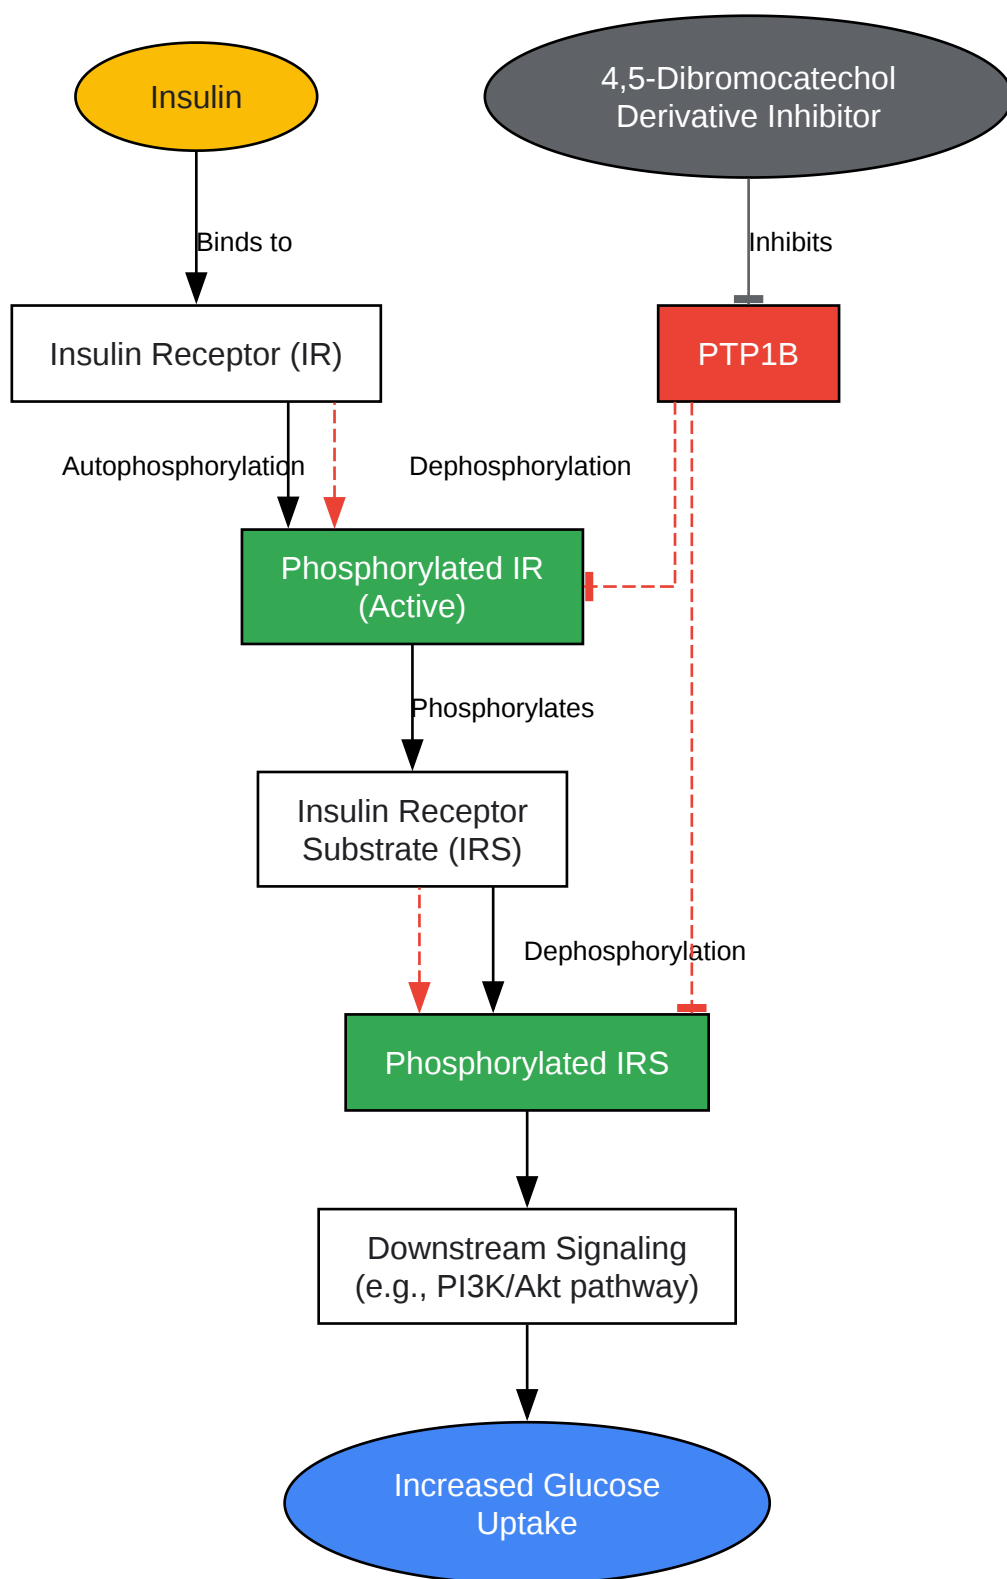 Insulin
4,5-Dibromocatechol
Derivative Inhibitor
Binds to
Inhibits
Insulin Receptor (IR)
PTP1B
Autophosphorylation
Dephosphorylation
Phosphorylated IR
(Active)
Phosphorylates
Insulin Receptor
Substrate (IRS)
Dephosphorylation
Phosphorylated IRS
Downstream Signaling
(e.g., PI3K/Akt pathway)
Increased Glucose
Uptake